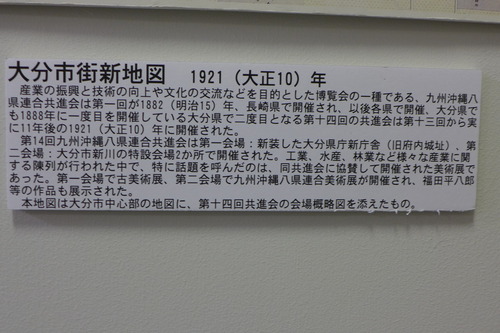 大分市街新地図　1921（大正10）年
　産業の振興と技術の向上や文化の交流などを目的とした博覧会の一種である、九州沖縄八
県連合共進会は第一回が1882（明治15）年、長崎県で開催され、以後各県で開催、大分県で
も1888年に一度目を開催している大分県で二度目となる第十四回の共進会は第十三回から実
に11年後の1921（大正10）年に開催された。
　第14回九州沖縄八県連合共進会は第一会場：新装した大分県庁新庁舎（旧府内城址）、第
二会場：大分市新川の特設会場2か所で開催された。工業、水産、林業など様々な産業に関
する陳列が行われた中で、特に話題を呼んだのは、同共進会に協賛して開催された美術展で
あった。第一会場で古美術展、第二会場で九州沖縄八県連合美術展が開催され、福田平八郎
等の作品も展示された。
　本地図は大分市中心部の地図に、第十四回共進会の会場概略図を添えたもの。